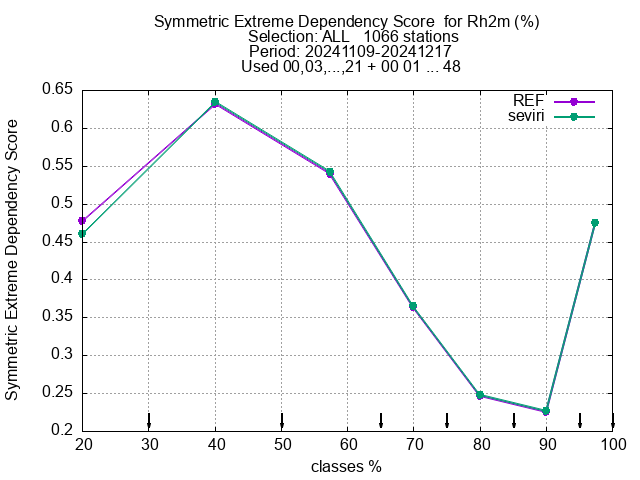 Symmetric Extreme Dependency Score  for Rh2m (%)
Selection: ALL   1066 stations
Period: 20241109-20241217
Used 00,03,...,21 + 00 01 ... 48
REF
seviri
Symmetric Extreme Dependency Score
0.65
0.6
0.55
0.5
0.45
0.4
0.35
0.3
0.25
0.2
20 30 40 50 60 70 80 90 100
classes %